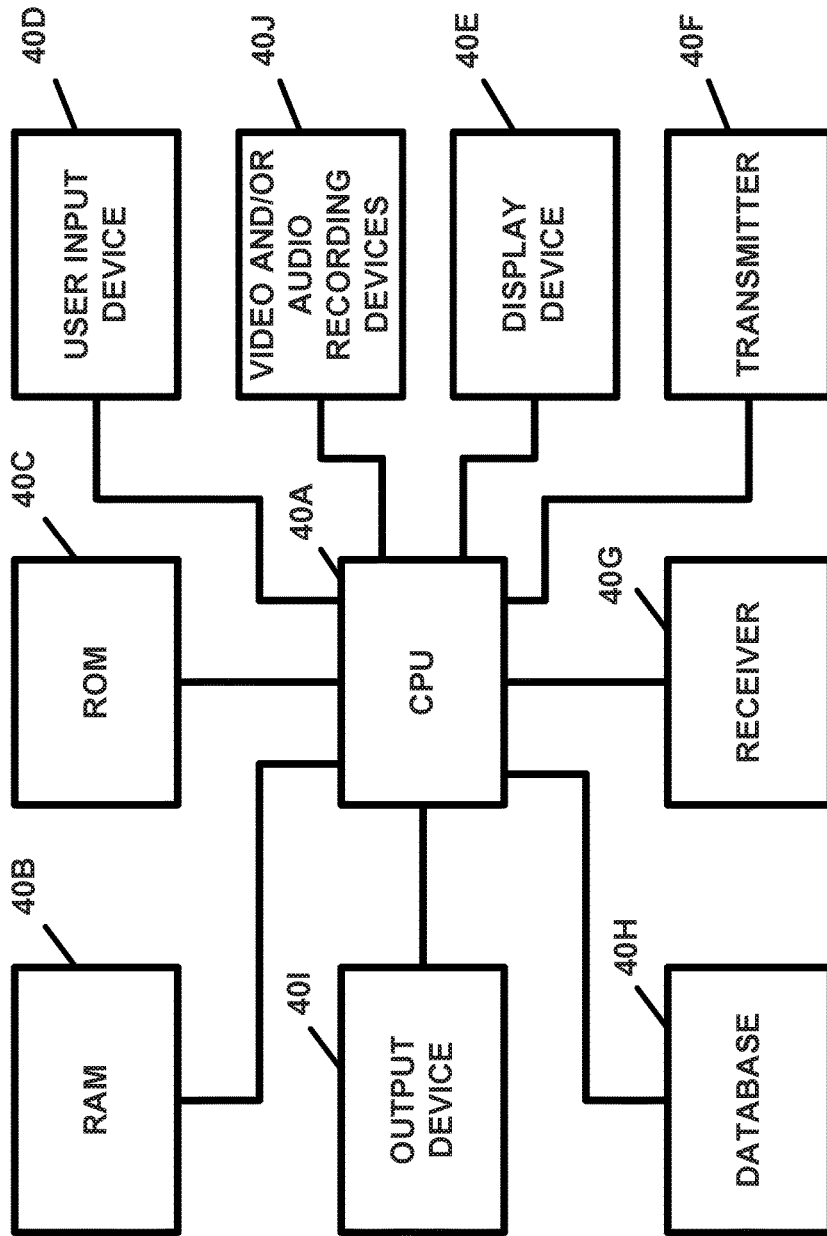 40B
RAM
40C
ROM
40D
USER INPUT
DEVICE
40I
OUTPUT
DEVICE
40A
CPU
40J
VIDEO AND/OR
AUDIO
RECORDING
DEVICES
40E
DISPLAY
DEVICE
40H
DATABASE
40G
RECEIVER
40F
TRANSMITTER